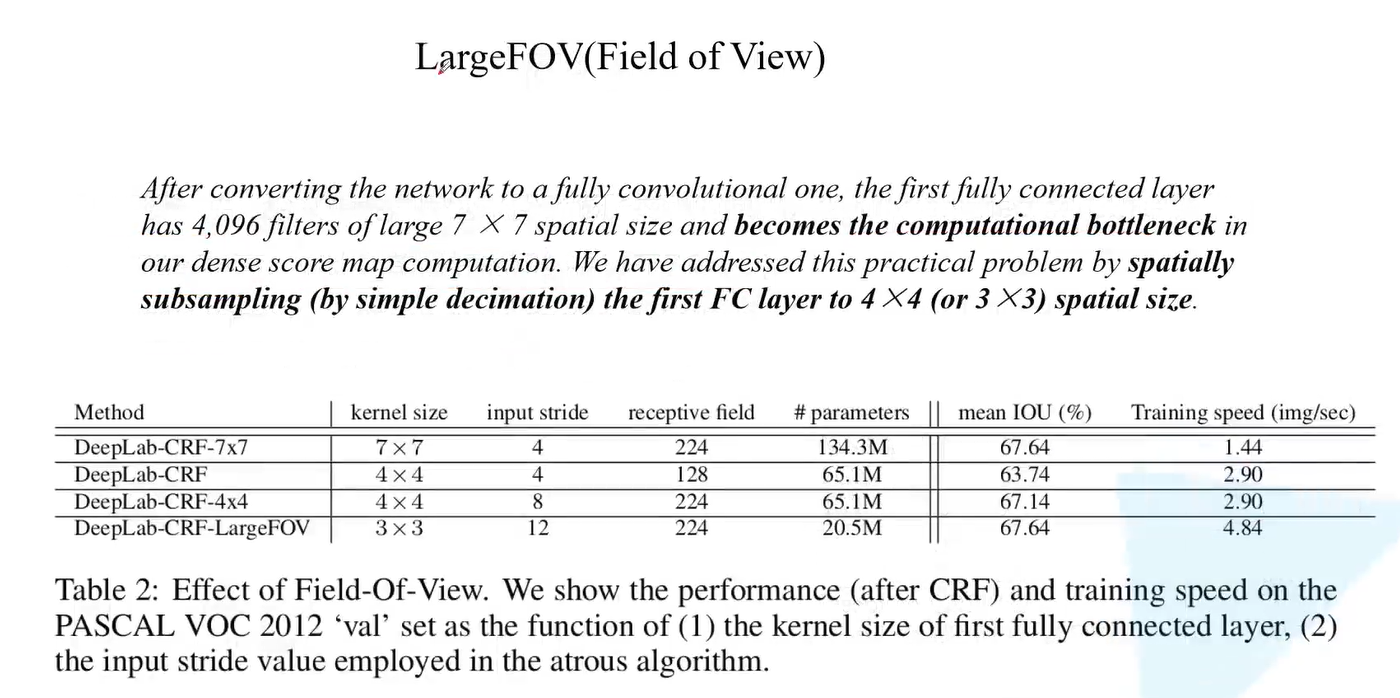 LargeFOV(Field of View)
After converting the network to a fully convolutional one, the first fully connected layer
has 4,096 filters of large 7 × 7 spatial size and becomes the computational bottleneck in
our dense score map computation. We have addressed this practical problem by spatially
subsampling (by simple decimation) the first FC layer to 4×4 (or 3×3) spatial size.
Method kernel size input stride receptive field # parameters mean IOU (%) Training speed (img/sec)
DeepLab-CRF-7x7 7×7 4 224 134.3M 67.64 1.44
DeepLab-CRF 4×4 4 128 65.1M 63.74 2.90
DeepLab-CRF-4x4 4×4 8 224 65.1M 67.14 2.90
DeepLab-CRF-LargeFOV 3×3 12 224 20.5M 67.64 4.84
Table 2: Effect of Field-Of-View. We show the performance (after CRF) and training speed on the
PASCAL VOC 2012 ‘val’ set as the function of (1) the kernel size of first fully connected layer, (2)
the input stride value employed in the atrous algorithm.